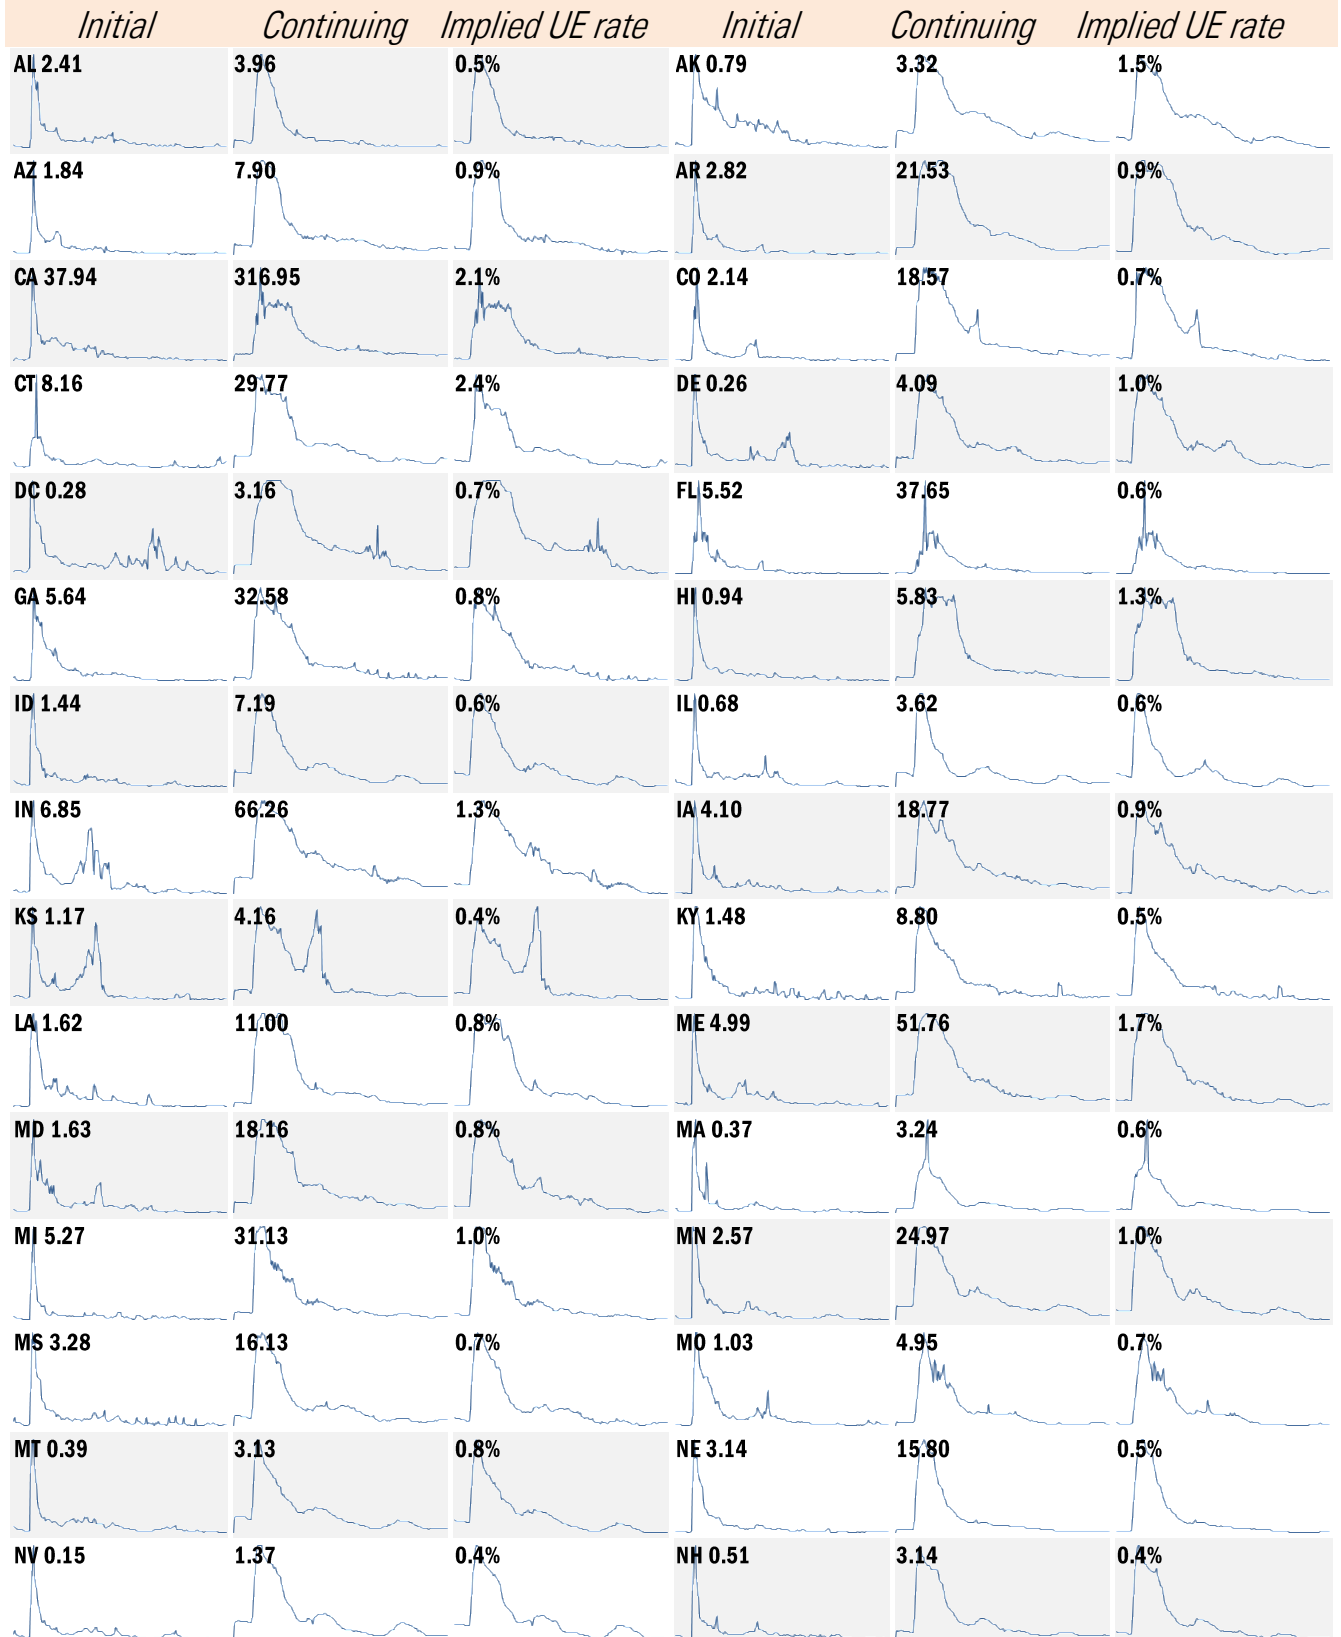 Initial Continuing Implied UE rate Initial Continuing Implied UE rate
AL 2.41 3.96 0.5% AK 0.79 3.32 1.5%
AZ 1.84 7.90 0.9% AR 2.82 21.53 0.9%
CA 37.94 316.95 2.1% CO 2.14 18.57 0.7%
CT 8.16 29.77 2.4% DE 0.26 4.09 1.0%
DC 0.28 3.16 0.7% FL 5.52 37.65 0.6%
GA 5.64 32.58 0.8% HI 0.94 5.83 1.3%
ID 1.44 7.19 0.6% IL 0.68 3.62 0.6%
IN 6.85 66.26 1.3% IA 4.10 18.77 0.9%
KS 1.17 4.16 0.4% KY 1.48 8.80 0.5%
LA 1.62 11.00 0.8% ME 4.99 51.76 1.7%
MD 1.63 18.16 0.8% MA 0.37 3.24 0.6%
MI 5.27 31.13 1.0% MN 2.57 24.97 1.0%
MS 3.28 16.13 0.7% MO 1.03 4.95 0.7%
MT 0.39 3.13 0.8% NE 3.14 15.80 0.5%
NV 0.15 1.37 0.4% NH 0.51 3.14 0.4%